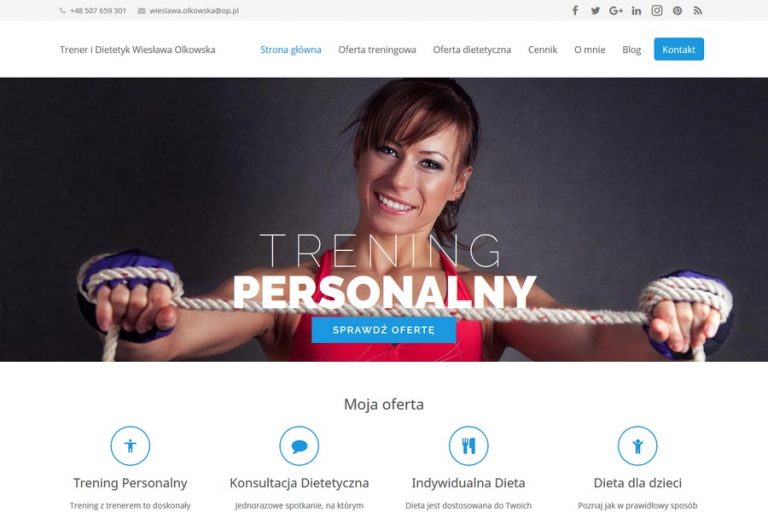 +48 507 659 301 wieslawa.olkowska@op.pl
Trener i Dietetyk Wiesława Olkowska Strona główna Oferta treningowa Oferta dietetyczna Cennik O mnie Blog Kontakt
TRENING
PERSONALNY
SPRAWDŹ OFERTĘ
Moja oferta
Trening Personalny Konsultacja Dietetyczna Indywidualna Dieta Dieta dla dzieci
Trening z trenerem to doskonały Jednorazowe spotkanie, na którym Dieta jest dostosowana do Twoich Poznaj jak w prawidłowy sposób